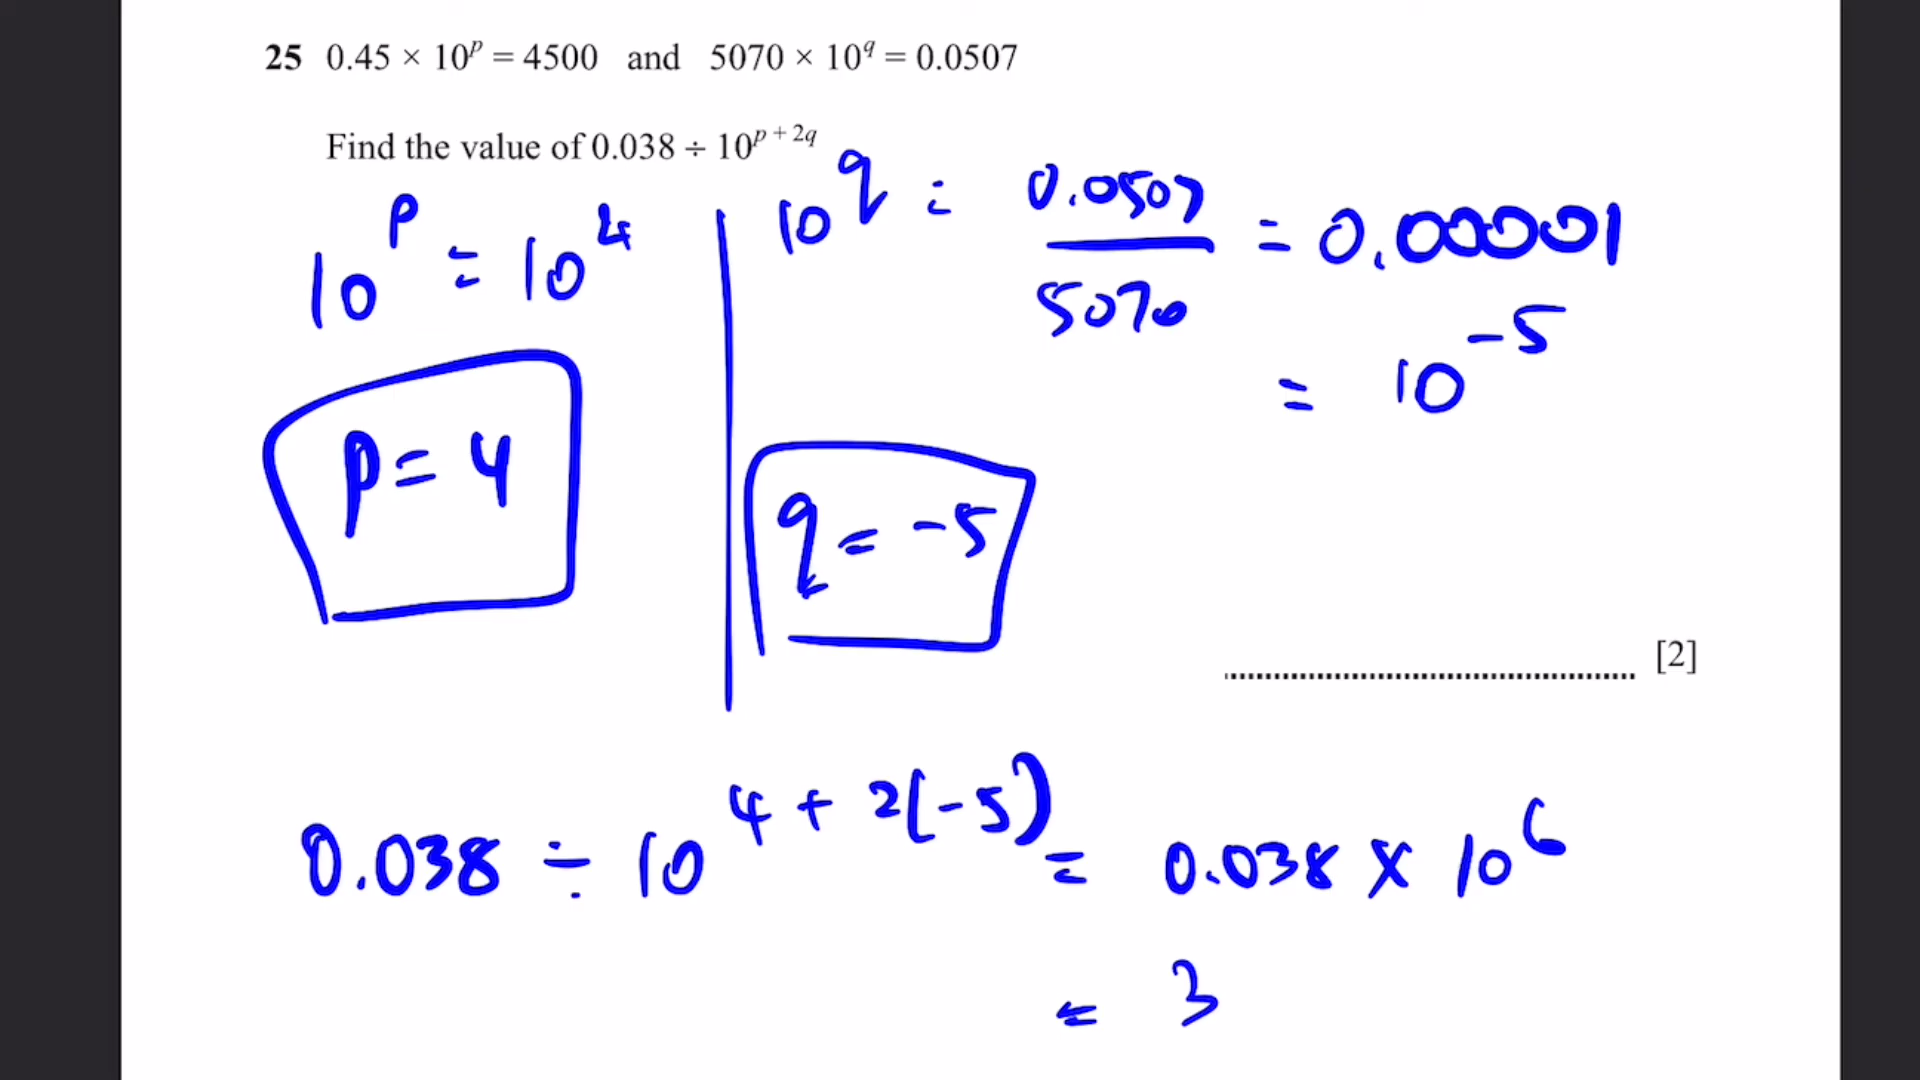 25 0.45 × 10^p = 4500 and 5070 × 10^q = 0.0507
Find the value of 0.038 ÷ 10^(p + 2q)
10^p = 10^4
10^q = 0.0507
5070
= 0.00001
= 10^-5
p = 4
q = -5
[2]
0.038 ÷ 10^4 + 2(-5) = 0.038 × 10^6
= 3